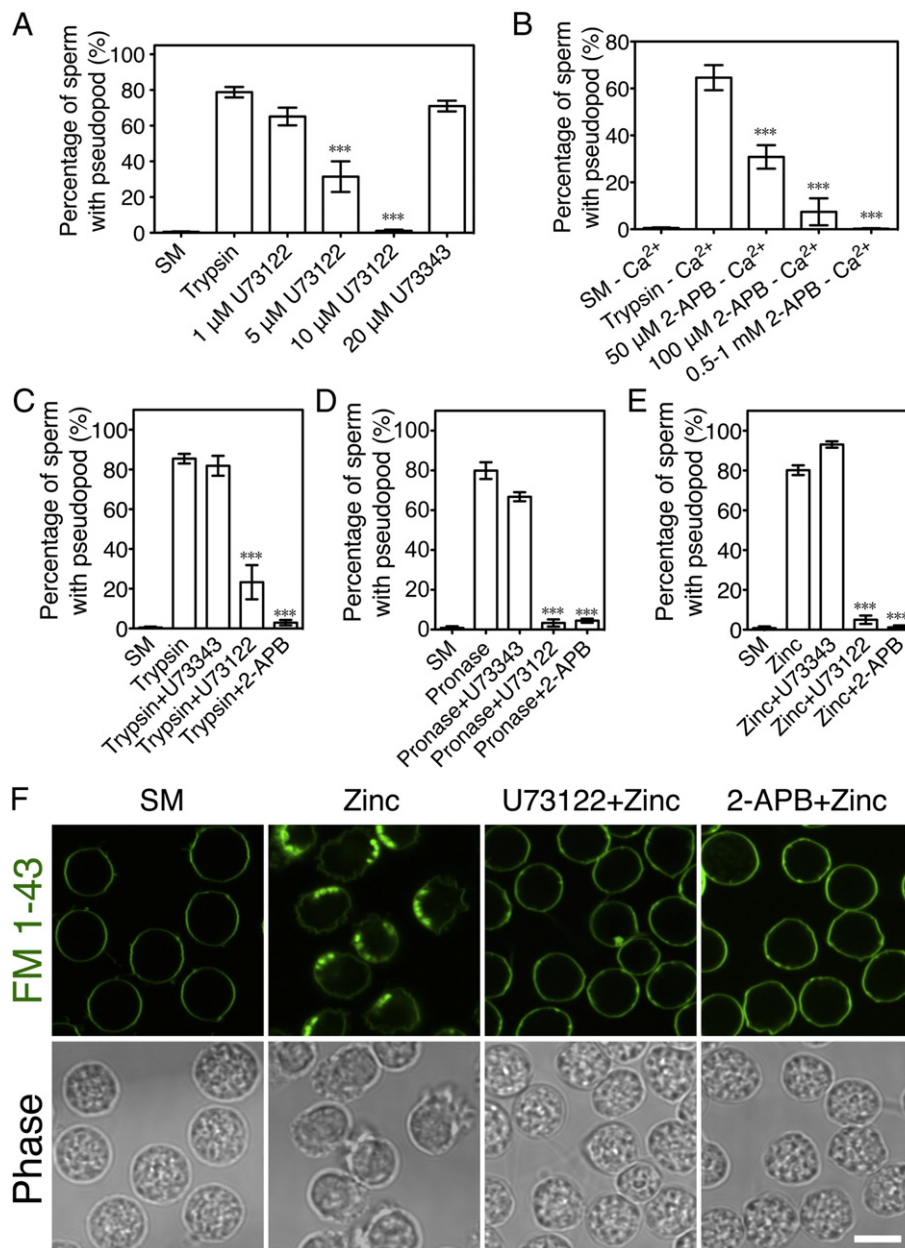 A
Percentage of sperm
with pseudopod (%)
100
80
60
40
20
0
SM
Trypsin
1 µM U73122
5 µM U73122
10 µM U73122
20 µM U73343
***
***
B
Percentage of sperm
with pseudopod (%)
80
60
40
20
0
SM - Ca²⁺
Trypsin - Ca²⁺
50 µM 2-APB - Ca²⁺
100 µM 2-APB - Ca²⁺
0.5-1 mM 2-APB - Ca²⁺
***
***
***
C
Percentage of sperm
with pseudopod (%)
100
80
60
40
20
0
SM
Trypsin
Trypsin+U73343
Trypsin+U73122
Trypsin+2-APB
***
***
D
Percentage of sperm
with pseudopod (%)
100
80
60
40
20
0
SM
Pronase
Pronase+U73343
Pronase+U73122
Pronase+2-APB
***
***
E
Percentage of sperm
with pseudopod (%)
100
80
60
40
20
0
SM
Zinc
Zinc+U73343
Zinc+U73122
Zinc+2-APB
***
***
F
SM
Zinc
U73122+Zinc
2-APB+Zinc
FM 1-43
Phase